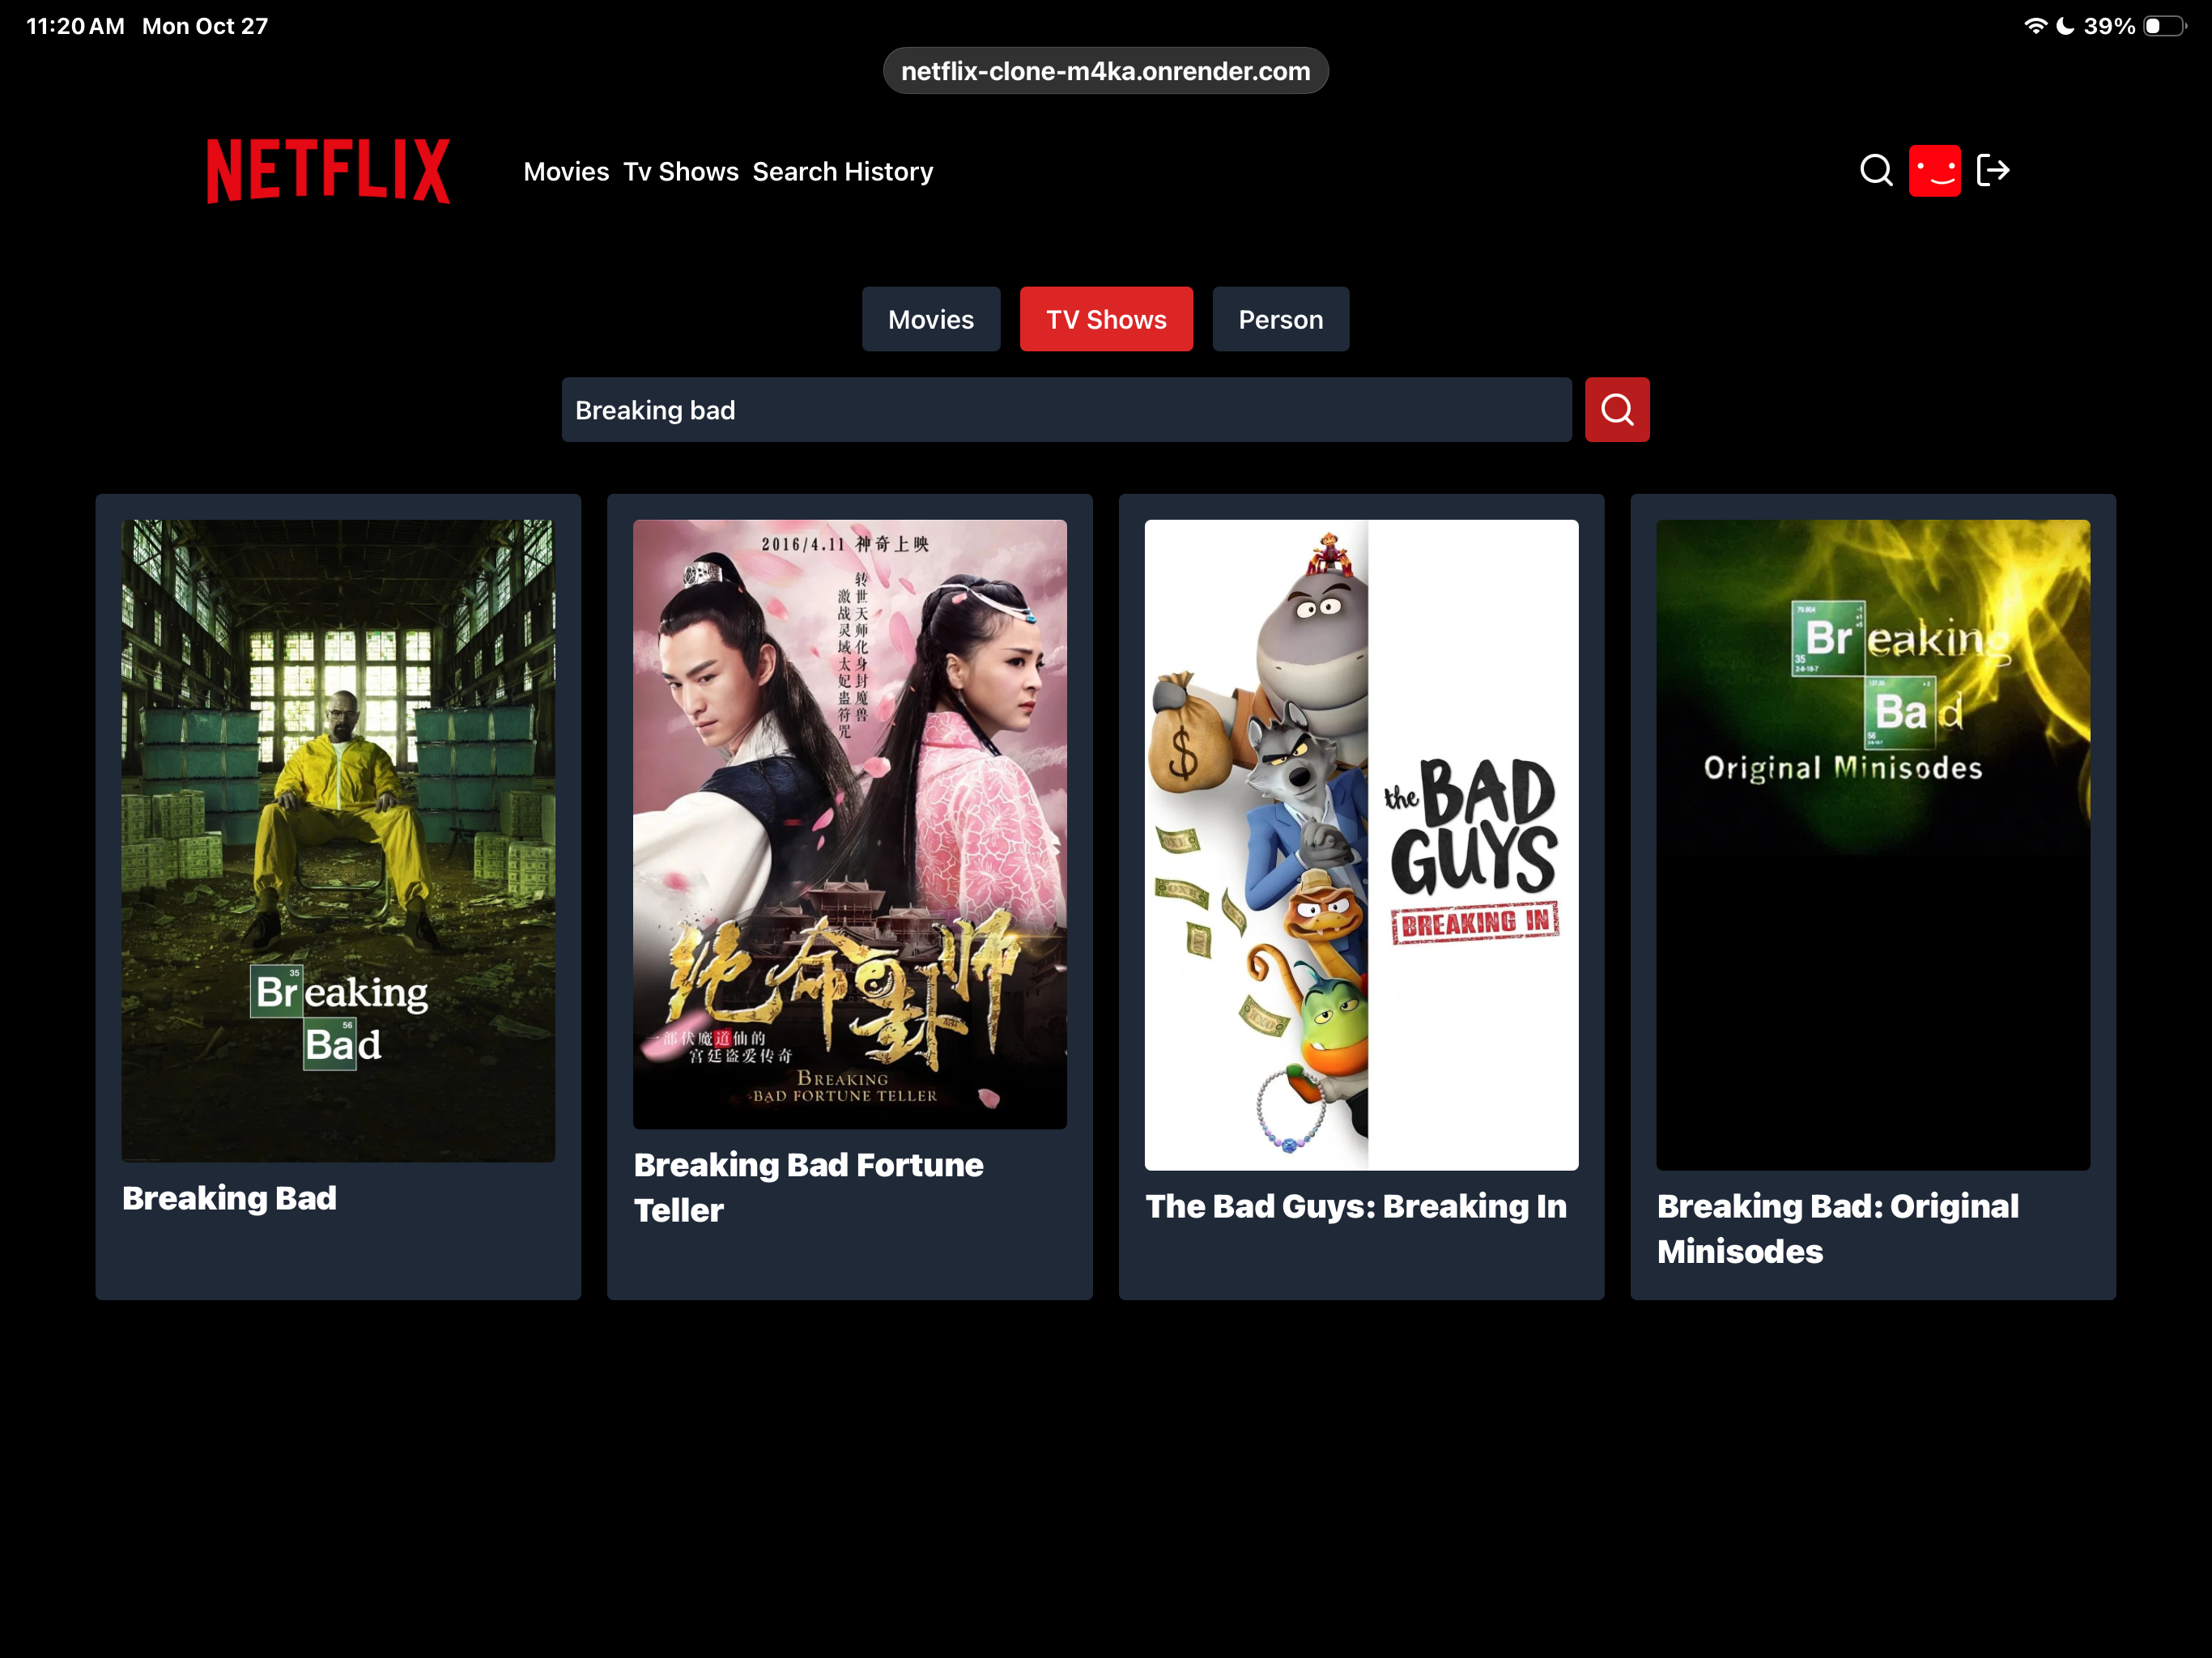 11:20 AM Mon Oct 27
39%
netflix-clone-m4ka.onrender.com
NETFLIX
Movies Tv Shows Search History
Movies TV Shows Person
Breaking bad
Breaking
Bad
35
56
Breaking Bad
2016/4.11 神奇上映
转世天师化身封魔兽
激战灵域太妃蛊符咒
绝命卦师
一部伏魔道仙的
宫廷盗爱传奇
BREAKING
BAD FORTUNE TELLER
Breaking Bad Fortune
Teller
$
the BAD
GUYS
BREAKING IN
The Bad Guys: Breaking In
Breaking
35
Bad
56
Original Minisodes
Breaking Bad: Original
Minisodes